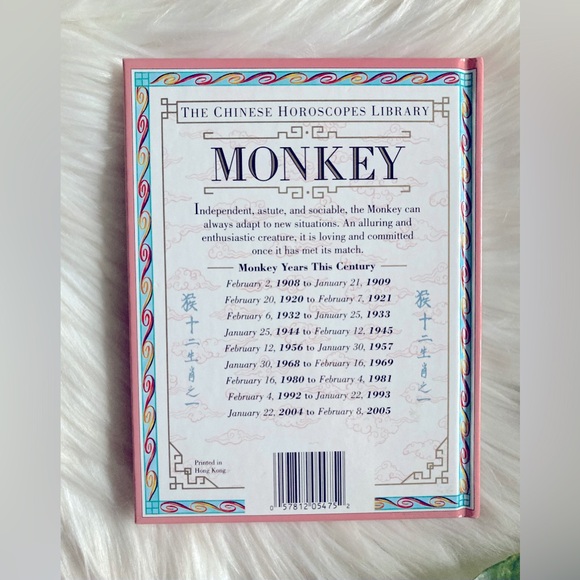 THE CHINESE HOROSCOPES LIBRARY
MONKEY
Independent, astute, and sociable, the Monkey can
always adapt to new situations. An alluring and
enthusiastic creature, it is loving and committed
once it has met its match.
Monkey Years This Century
February 2, 1908 to January 21, 1909
February 20, 1920 to February 7, 1921
February 6, 1932 to January 25, 1933
January 25, 1944 to February 12, 1945
February 12, 1956 to January 30, 1957
January 30, 1968 to February 16, 1969
February 16, 1980 to February 4, 1981
February 4, 1992 to January 22, 1993
January 22, 2004 to February 8, 2005
猴十二生肖之一
猴十二生肖之一
Printed in
Hong Kong
0 57812 05475 2